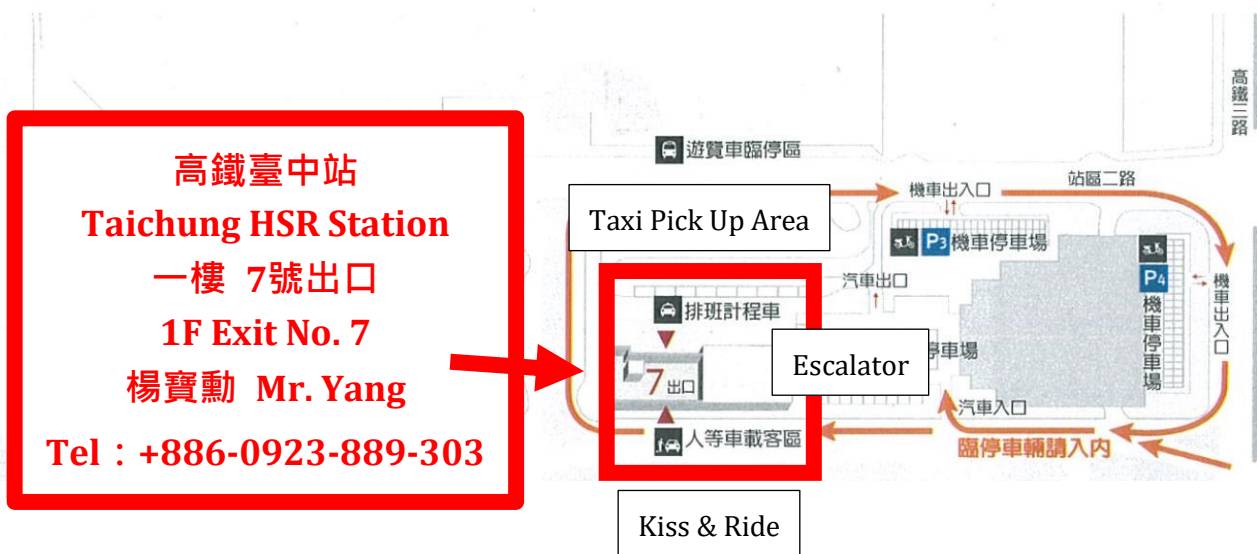 高鐵臺中站
Taichung HSR Station
一樓 7號出口
1F Exit No. 7
楊寶勳 Mr. Yang
Tel：+886-0923-889-303
高鐵三路
遊覽車臨停區
站區二路
機車出入口
Taxi Pick Up Area
P3 機車停車場
P4
機車停車場
機車出入口
汽車出口
排班計程車
Escalator
停車場
7 出口
汽車入口
人等車載客區
臨停車輛請入內
Kiss & Ride